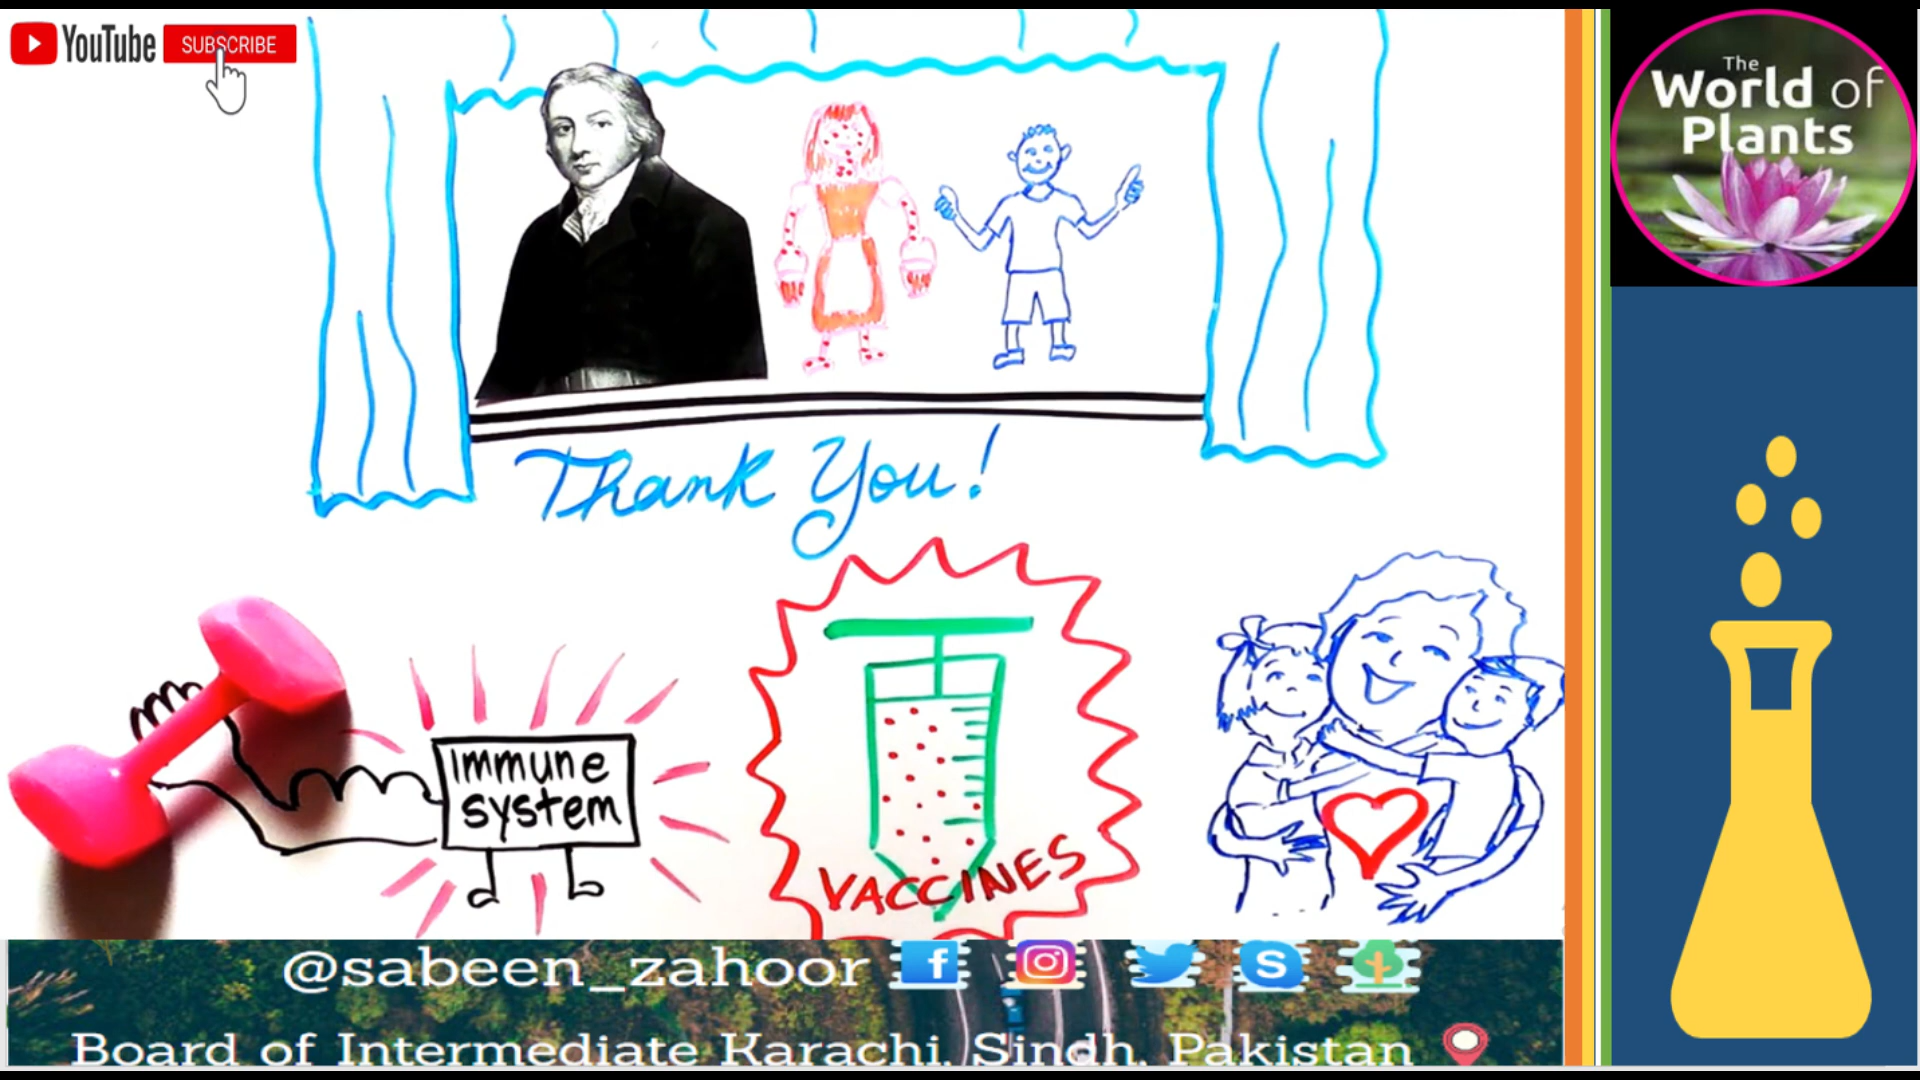 YouTube SUBSCRIBE
The
World of
Plants
Thank You!
Immune
system
VACCINES
@sabeen_zahoor
Board of Intermediate Karachi, Sindh, Pakistan